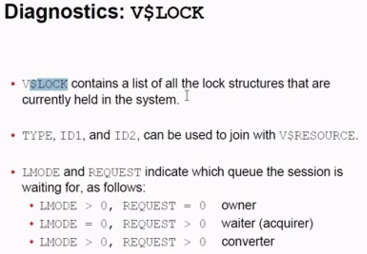 Diagnostics: V$LOCK
• V$LOCK contains a list of all the lock structures that are
currently held in the system.
• TYPE, ID1, and ID2, can be used to join with V$RESOURCE.
• LMODE and REQUEST indicate which queue the session is
waiting for, as follows:
• LMODE > 0, REQUEST = 0 owner
• LMODE = 0, REQUEST > 0 waiter (acquirer)
• LMODE > 0, REQUEST > 0 converter